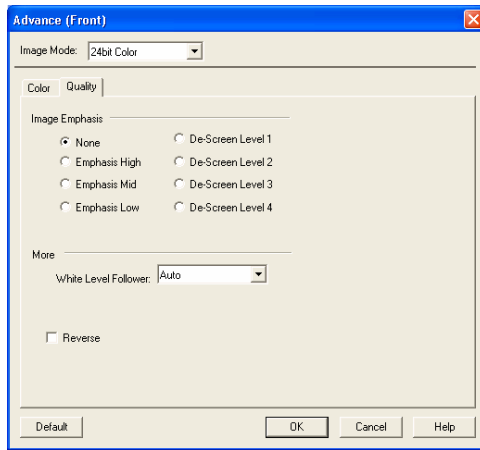 Advance (Front)
Image Mode: 24bit Color
Color Quality
Image Emphasis
None De-Screen Level 1
Emphasis High De-Screen Level 2
Emphasis Mid De-Screen Level 3
Emphasis Low De-Screen Level 4
More
White Level Follower: Auto
Reverse
Default OK Cancel Help